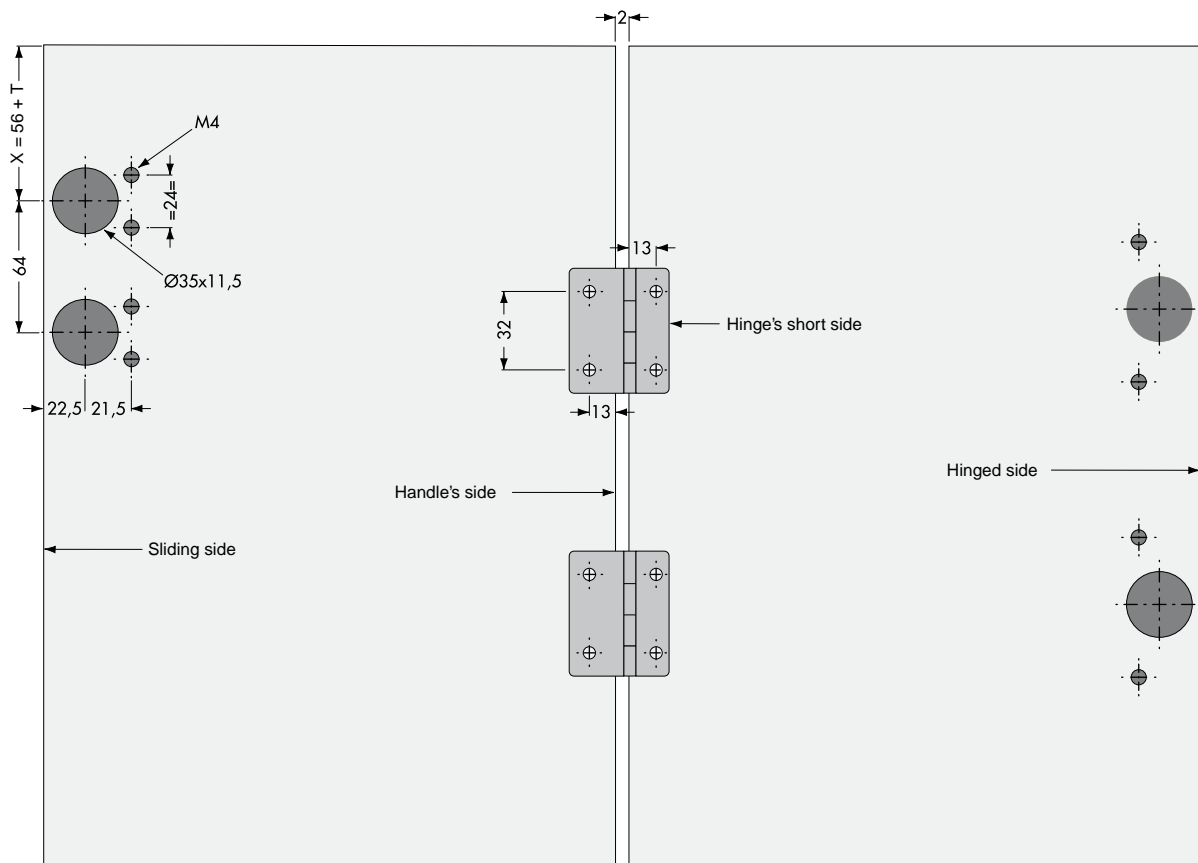 2
X = 56 + T
M4
=24=
64
Ø35x11,5
13
32
Hinge's short side
22,5
21,5
13
Hinged side
Handle's side
Sliding side